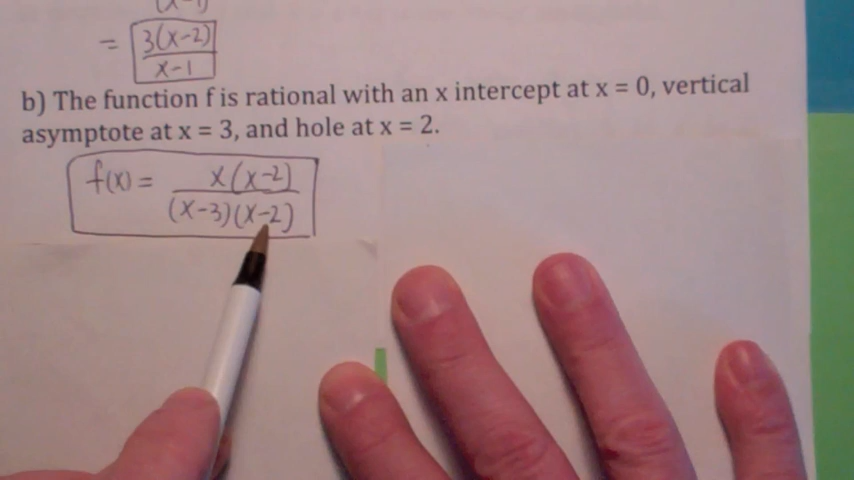 (x-1)
= 3(x-2)
x-1
b) The function f is rational with an x intercept at x = 0, vertical
asymptote at x = 3, and hole at x = 2.
f(x) = x(x-2)
(x-3)(x-2)